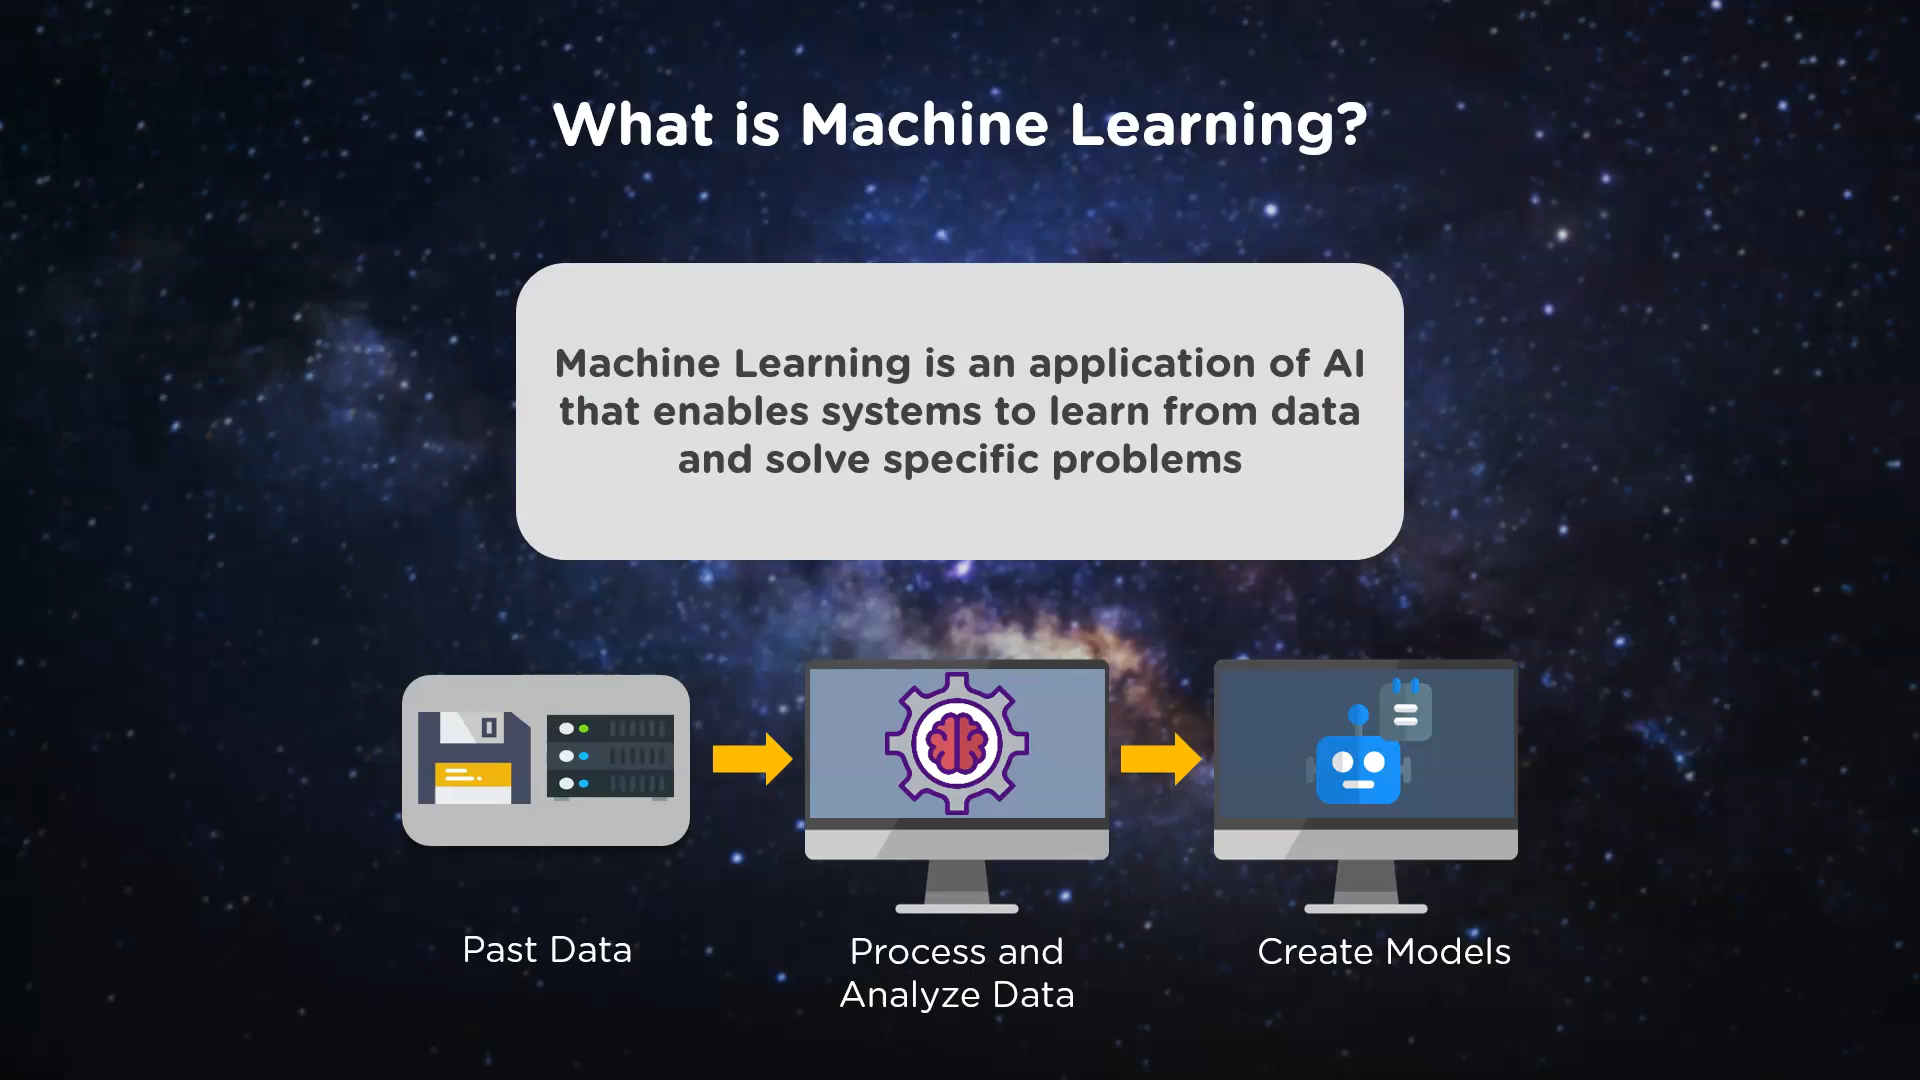 What is Machine Learning?
Machine Learning is an application of AI
that enables systems to learn from data
and solve specific problems
Past Data
Process and
Analyze Data
Create Models